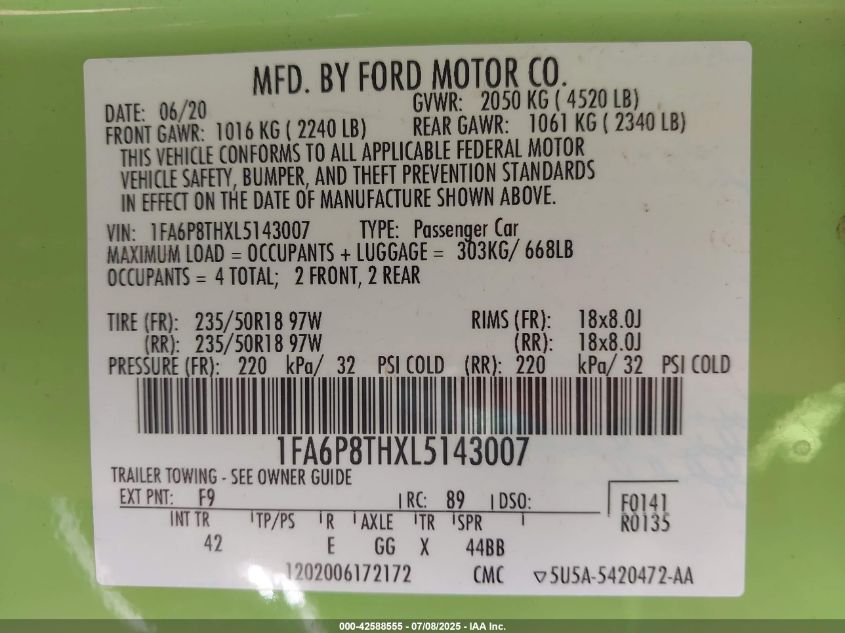 MFD. BY FORD MOTOR CO.
DATE: 06/20 GVWR: 2050 KG ( 4520 LB)
FRONT GAWR: 1016 KG ( 2240 LB) REAR GAWR: 1061 KG ( 2340 LB)
THIS VEHICLE CONFORMS TO ALL APPLICABLE FEDERAL MOTOR
VEHICLE SAFETY, BUMPER, AND THEFT PREVENTION STANDARDS
IN EFFECT ON THE DATE OF MANUFACTURE SHOWN ABOVE.
VIN: 1FA6P8THXL5143007 TYPE: Passenger Car
MAXIMUM LOAD = OCCUPANTS + LUGGAGE = 303KG/ 668LB
OCCUPANTS = 4 TOTAL; 2 FRONT, 2 REAR
TIRE (FR): 235/50R18 97W RIMS (FR): 18x8.0J
(RR): 235/50R18 97W (RR): 18x8.0J
PRESSURE (FR): 220 kPa/ 32 PSI COLD (RR): 220 kPa/ 32 PSI COLD
1FA6P8THXL5143007
TRAILER TOWING - SEE OWNER GUIDE
EXT PNT: F9 RC: 89 DSO: F0141
INT TR TP/PS R AXLE TR SPR R0135
42 E GG X 44BB
1202006172172 CMC ▽5U5A-5420472-AA
000-42588555 - 07/08/2025 - IAA Inc.